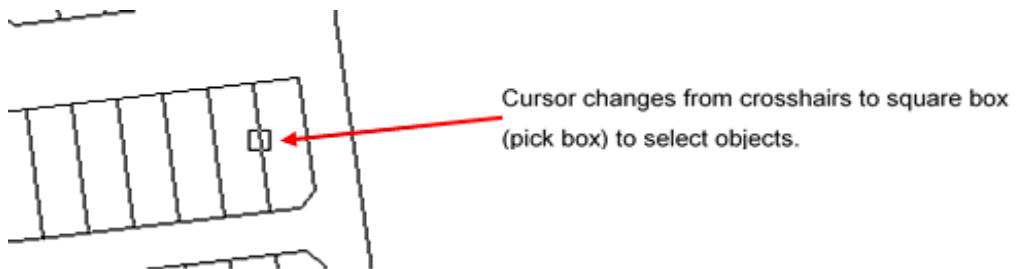 Cursor changes from crosshairs to square box
(pick box) to select objects.